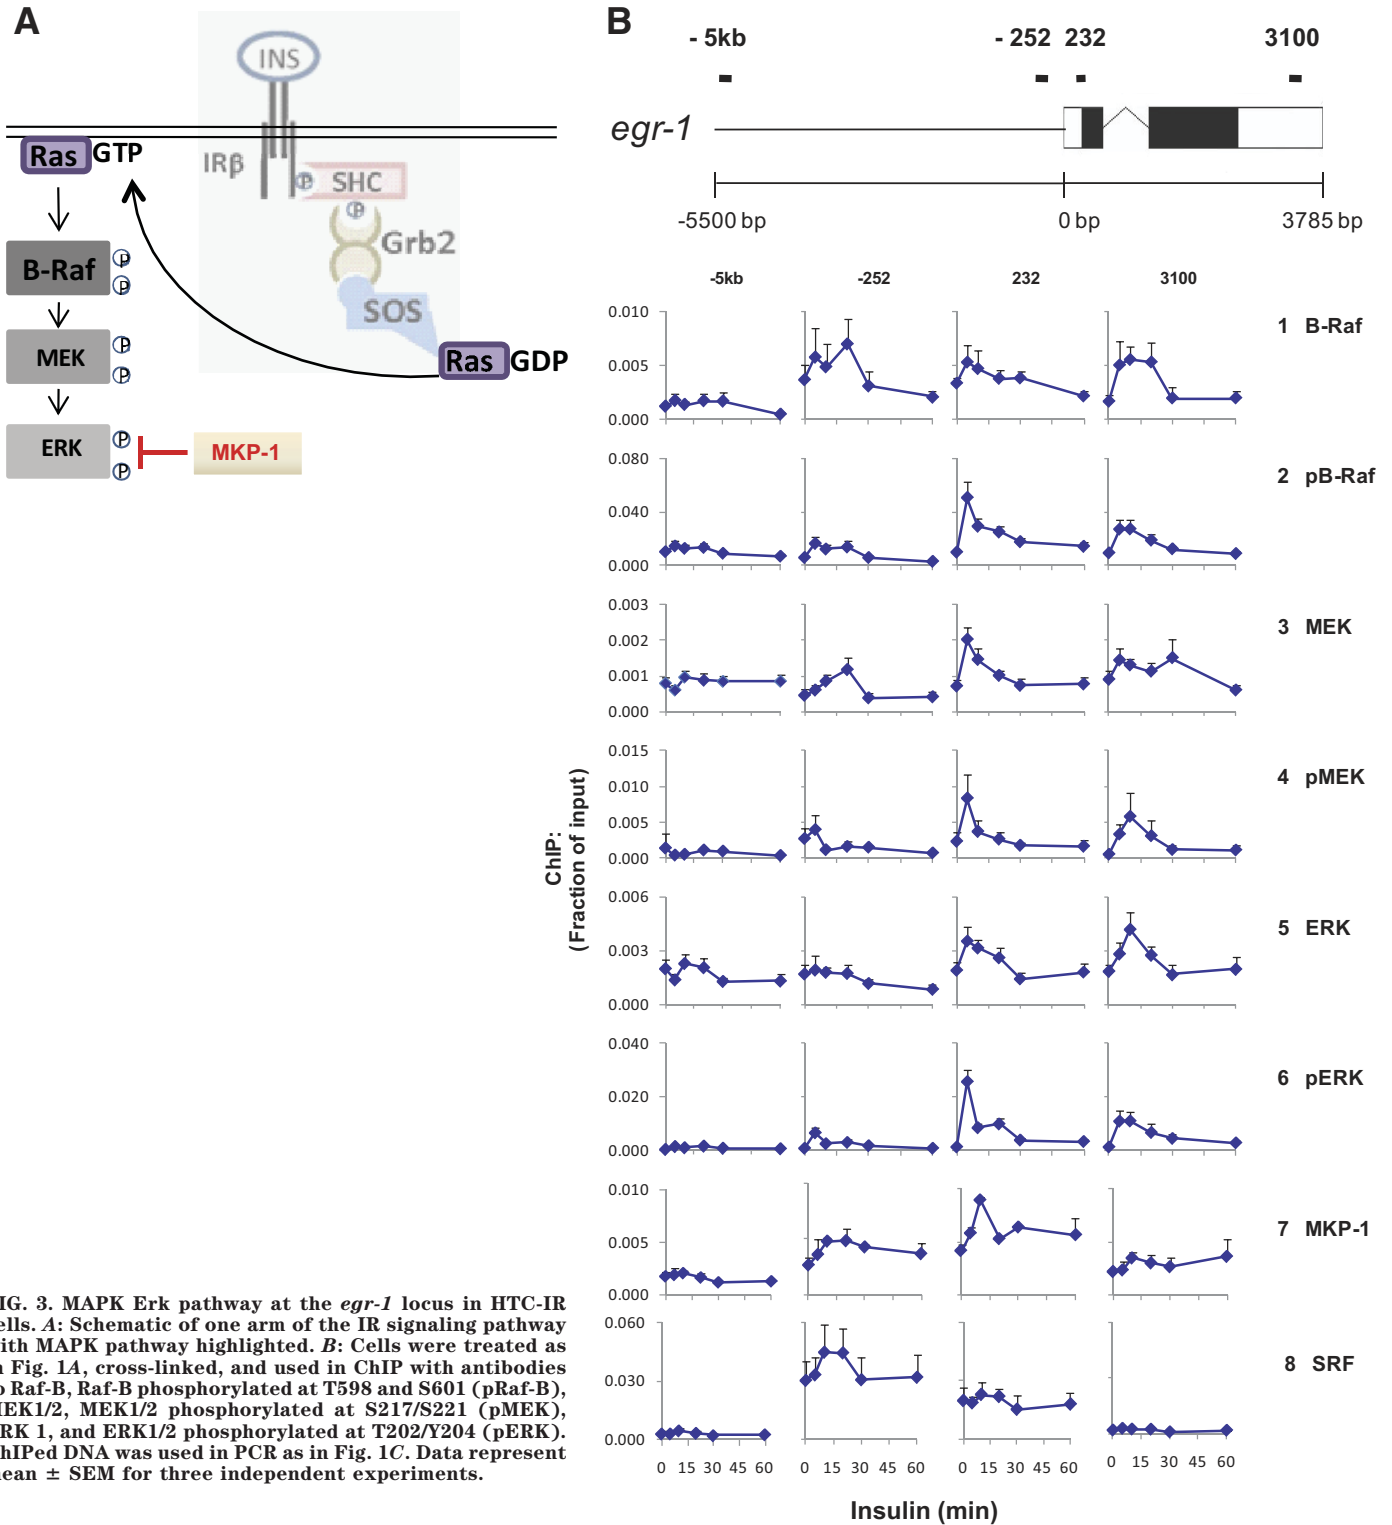 A
INS
Ras GTP
IRβ
P SHC
P
Grb2
B-Raf
P
P
SOS
MEK
P
P
Ras GDP
ERK
P
P
MKP-1
B
- 5kb - 252 232 3100
egr-1
-5500 bp 0 bp 3785 bp
-5kb -252 232 3100
0.010
0.005
0.000
1 B-Raf
0.080
0.040
0.000
2 pB-Raf
0.003
0.002
0.001
0.000
3 MEK
0.015
0.010
0.005
0.000
4 pMEK
ChIP:
(Fraction of input)
0.006
0.003
0.000
5 ERK
0.040
0.020
0.000
6 pERK
0.010
0.005
0.000
7 MKP-1
0.060
0.030
0.000
8 SRF
0 15 30 45 60 0 15 30 45 60 0 15 30 45 60 0 15 30 45 60
Insulin (min)
IG. 3. MAPK Erk pathway at the egr-1 locus in HTC-IR
ells. A: Schematic of one arm of the IR signaling pathway
ith MAPK pathway highlighted. B: Cells were treated as
n Fig. 1A, cross-linked, and used in ChIP with antibodies
o Raf-B, Raf-B phosphorylated at T598 and S601 (pRaf-B),
IEK1/2, MEK1/2 phosphorylated at S217/S221 (pMEK),
RK 1, and ERK1/2 phosphorylated at T202/Y204 (pERK).
hIPed DNA was used in PCR as in Fig. 1C. Data represent
ean ± SEM for three independent experiments.